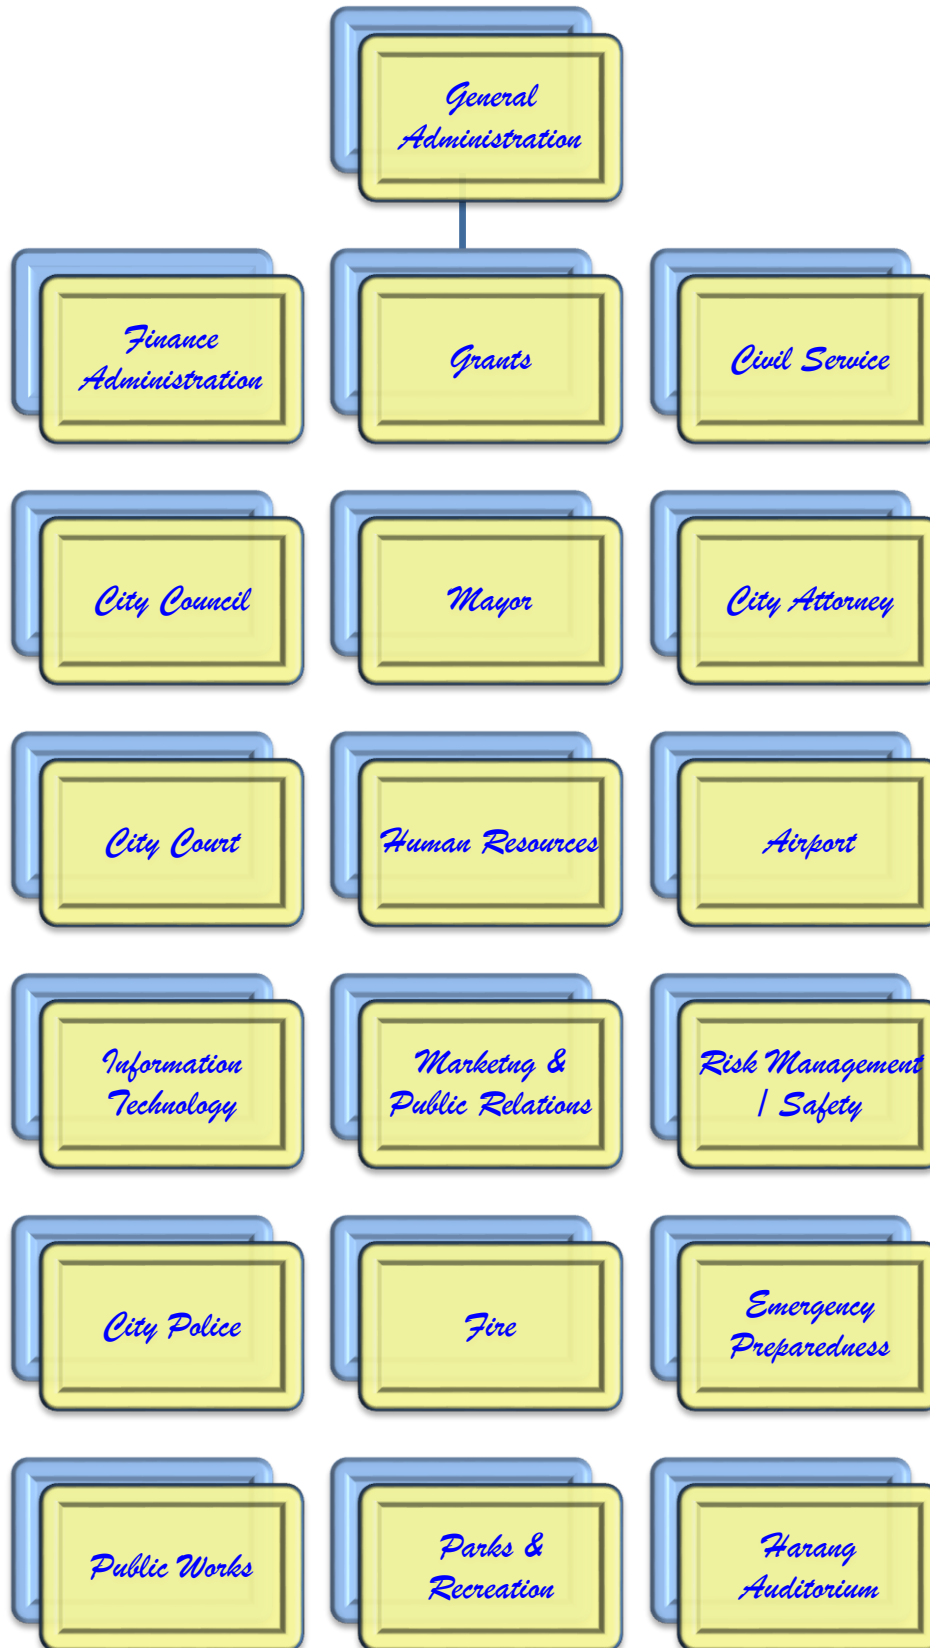 General
Administration
Finance
Administration
Grants
Civil Service
City Council
Mayor
City Attorney
City Court
Human Resources
Airport
Information
Technology
Marketng &
Public Relations
Risk Management
/ Safety
City Police
Fire
Emergency
Preparedness
Public Works
Parks &
Recreation
Harang
Auditorium